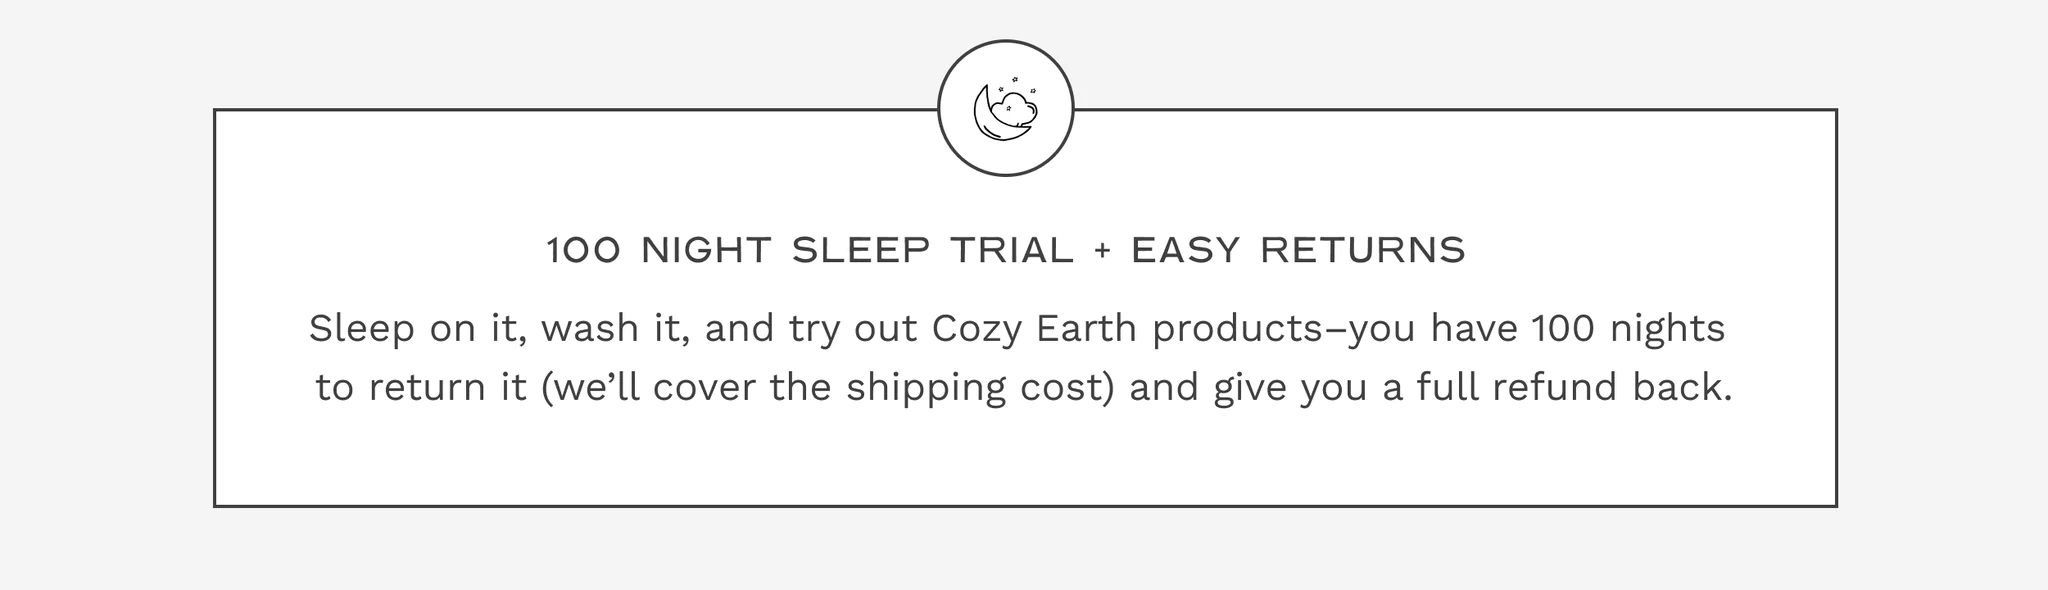 100 NIGHT SLEEP TRIAL + EASY RETURNS
Sleep on it, wash it, and try out Cozy Earth products–you have 100 nights
to return it (we’ll cover the shipping cost) and give you a full refund back.